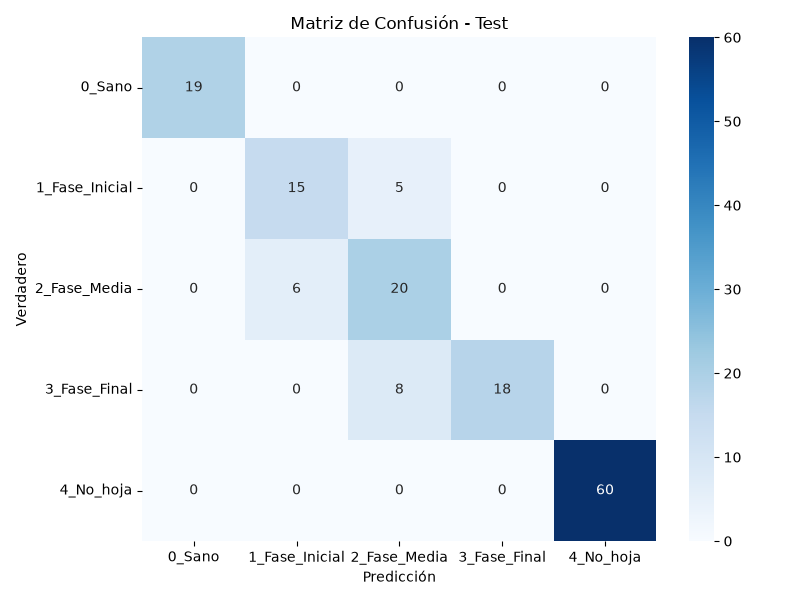 Matriz de Confusión - Test
Verdadero
0_Sano 19 0 0 0 0
1_Fase_Inicial 0 15 5 0 0
2_Fase_Media 0 6 20 0 0
3_Fase_Final 0 0 8 18 0
4_No_hoja 0 0 0 0 60
0_Sano 1_Fase_Inicial 2_Fase_Media 3_Fase_Final 4_No_hoja
Predicción
60
50
40
30
20
10
0